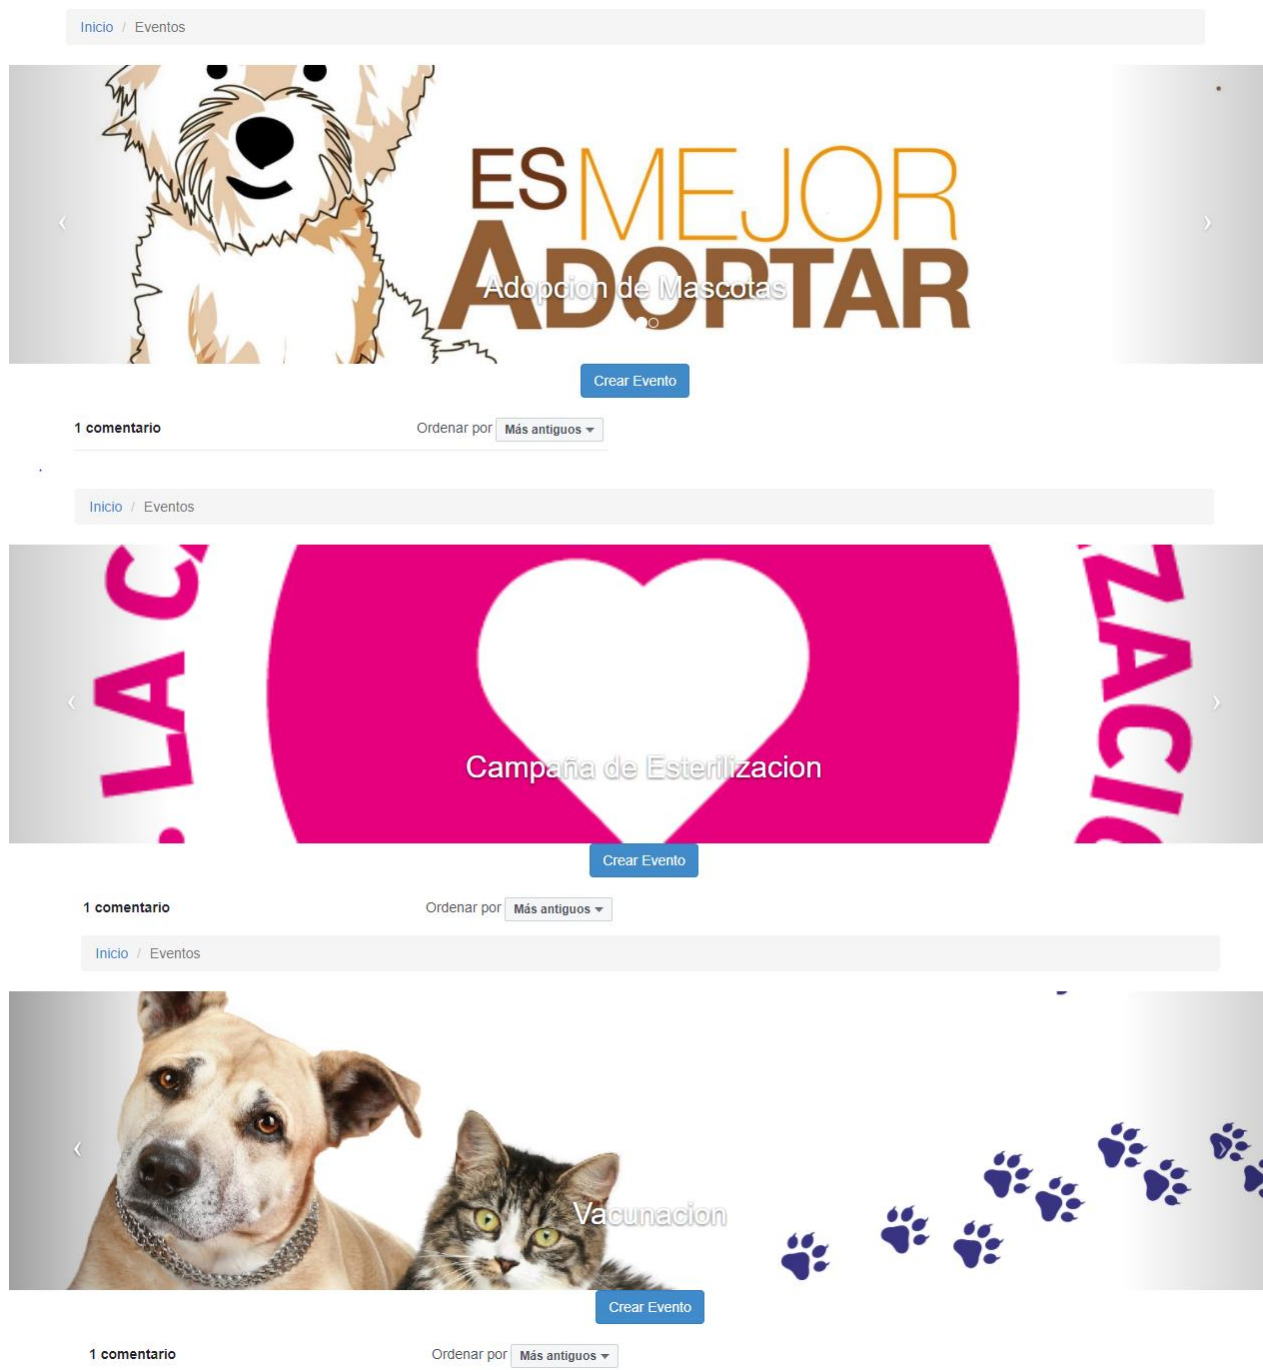 Inicio / Eventos
ES MEJOR
ADOPTAR
Adopcion de Mascotas
Crear Evento
1 comentario
Ordenar por Más antiguos
Inicio / Eventos
. LA C
ZACIO
Campaña de Esterilizacion
Crear Evento
1 comentario
Ordenar por Más antiguos
Inicio / Eventos
Vacunacion
Crear Evento
1 comentario
Ordenar por Más antiguos